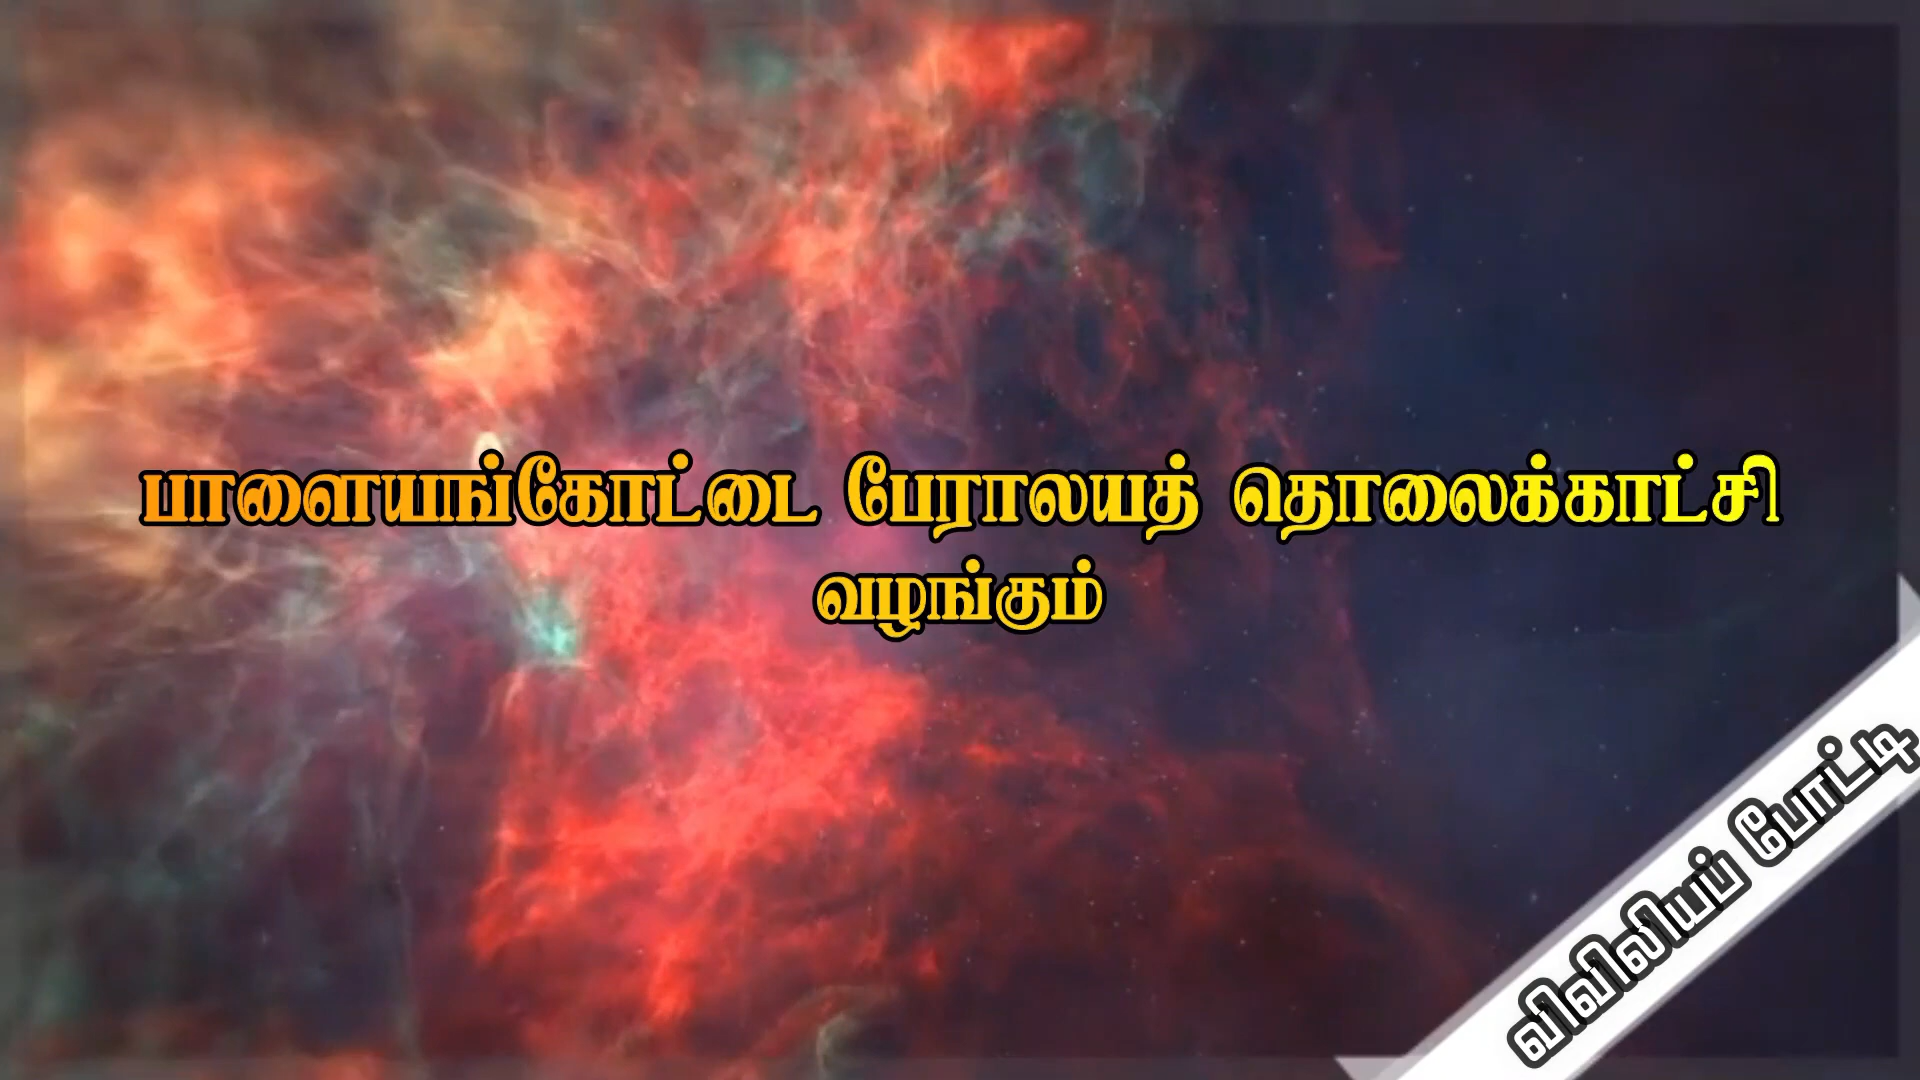 பாளையங்கோட்டை பேராலயத் தொலைக்காட்சி
வழங்கும்
விவிலியப் போட்டி